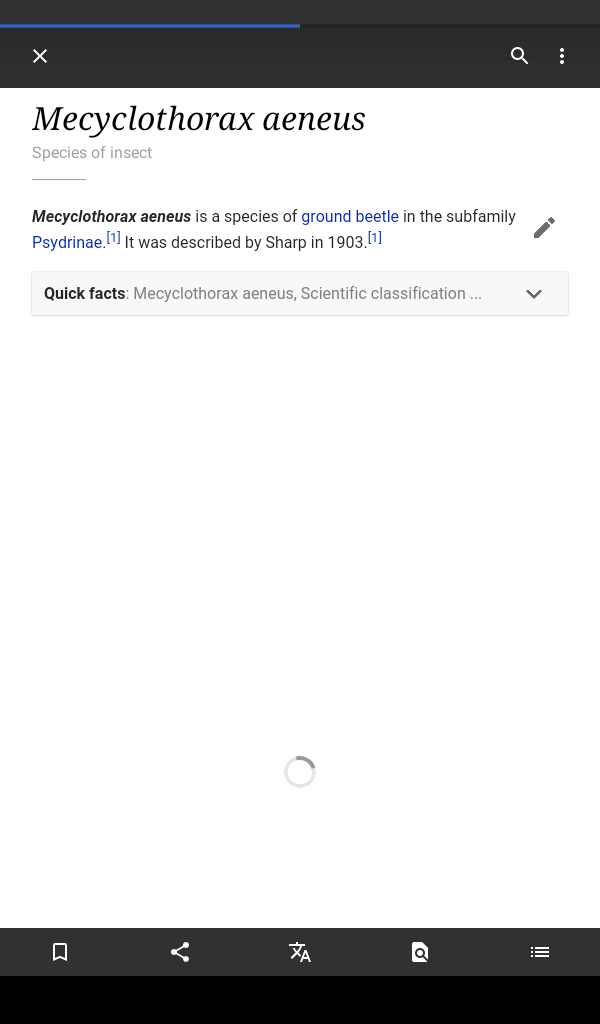 Mecyclothorax aeneus
Species of insect
Mecyclothorax aeneus is a species of ground beetle in the subfamily
Psydrinae.[1] It was described by Sharp in 1903.[1]
Quick facts: Mecyclothorax aeneus, Scientific classification ...